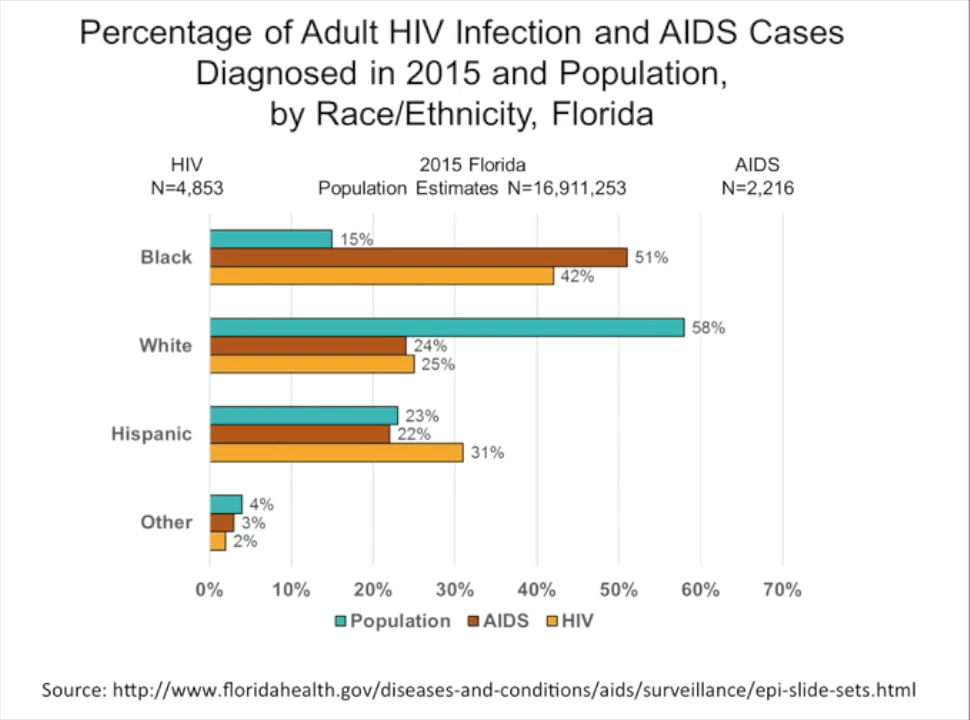 Percentage of Adult HIV Infection and AIDS Cases
Diagnosed in 2015 and Population,
by Race/Ethnicity, Florida
HIV
N=4,853
2015 Florida
Population Estimates N=16,911,253
AIDS
N=2,216
Black
15%
51%
42%
White
58%
24%
25%
Hispanic
23%
22%
31%
Other
4%
3%
2%
0% 10% 20% 30% 40% 50% 60% 70%
Population AIDS HIV
Source: http://www.floridahealth.gov/diseases-and-conditions/aids/surveillance/epi-slide-sets.html